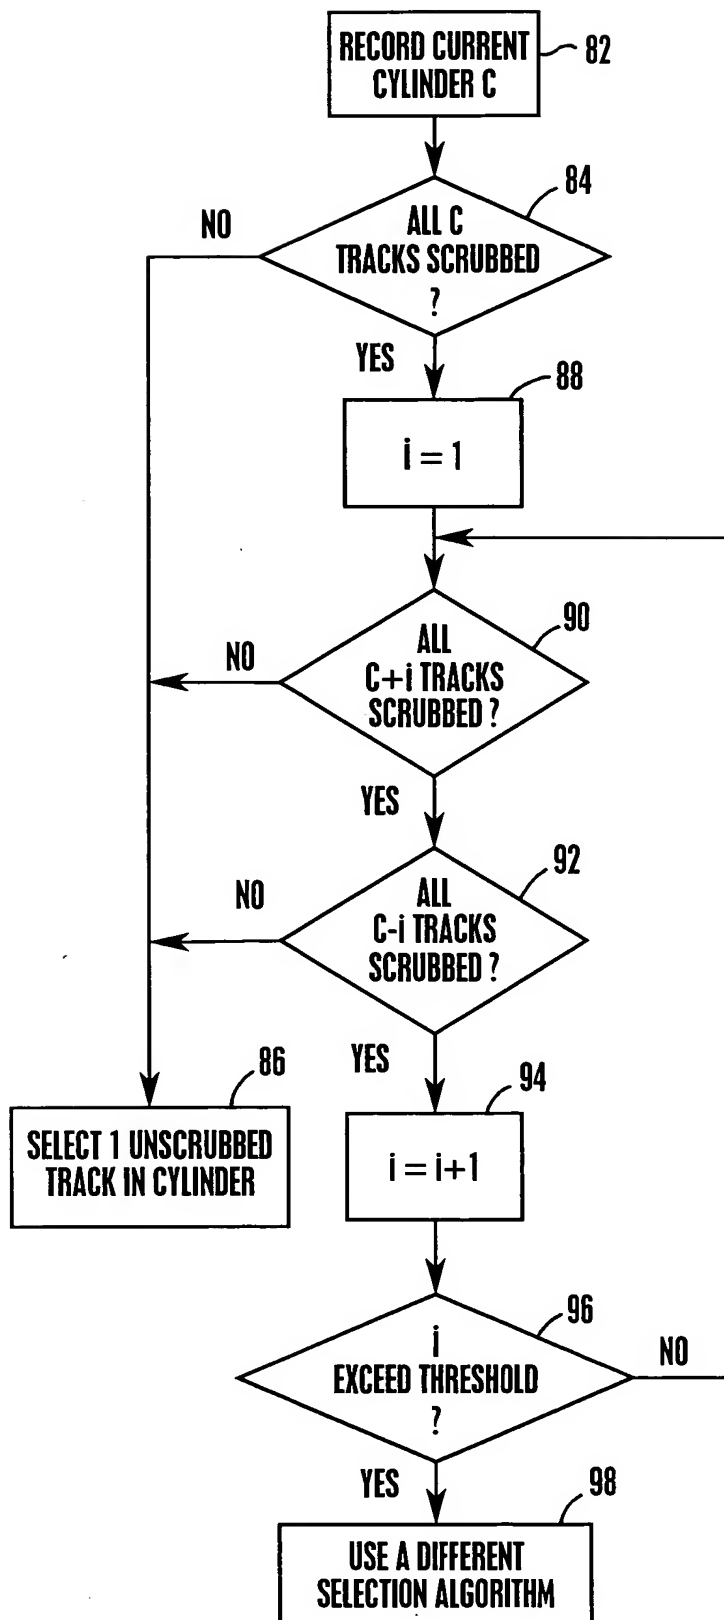 RECORD CURRENT
CYLINDER C
82
84
NO
ALL C
TRACKS SCRUBBED
?
YES
88
i = 1
90
NO
ALL
C+i TRACKS
SCRUBBED ?
YES
92
NO
ALL
C-i TRACKS
SCRUBBED ?
YES
86
94
SELECT 1 UNSCRUBBED
TRACK IN CYLINDER
i = i+1
96
i
EXCEED THRESHOLD
?
NO
YES
98
USE A DIFFERENT
SELECTION ALGORITHM